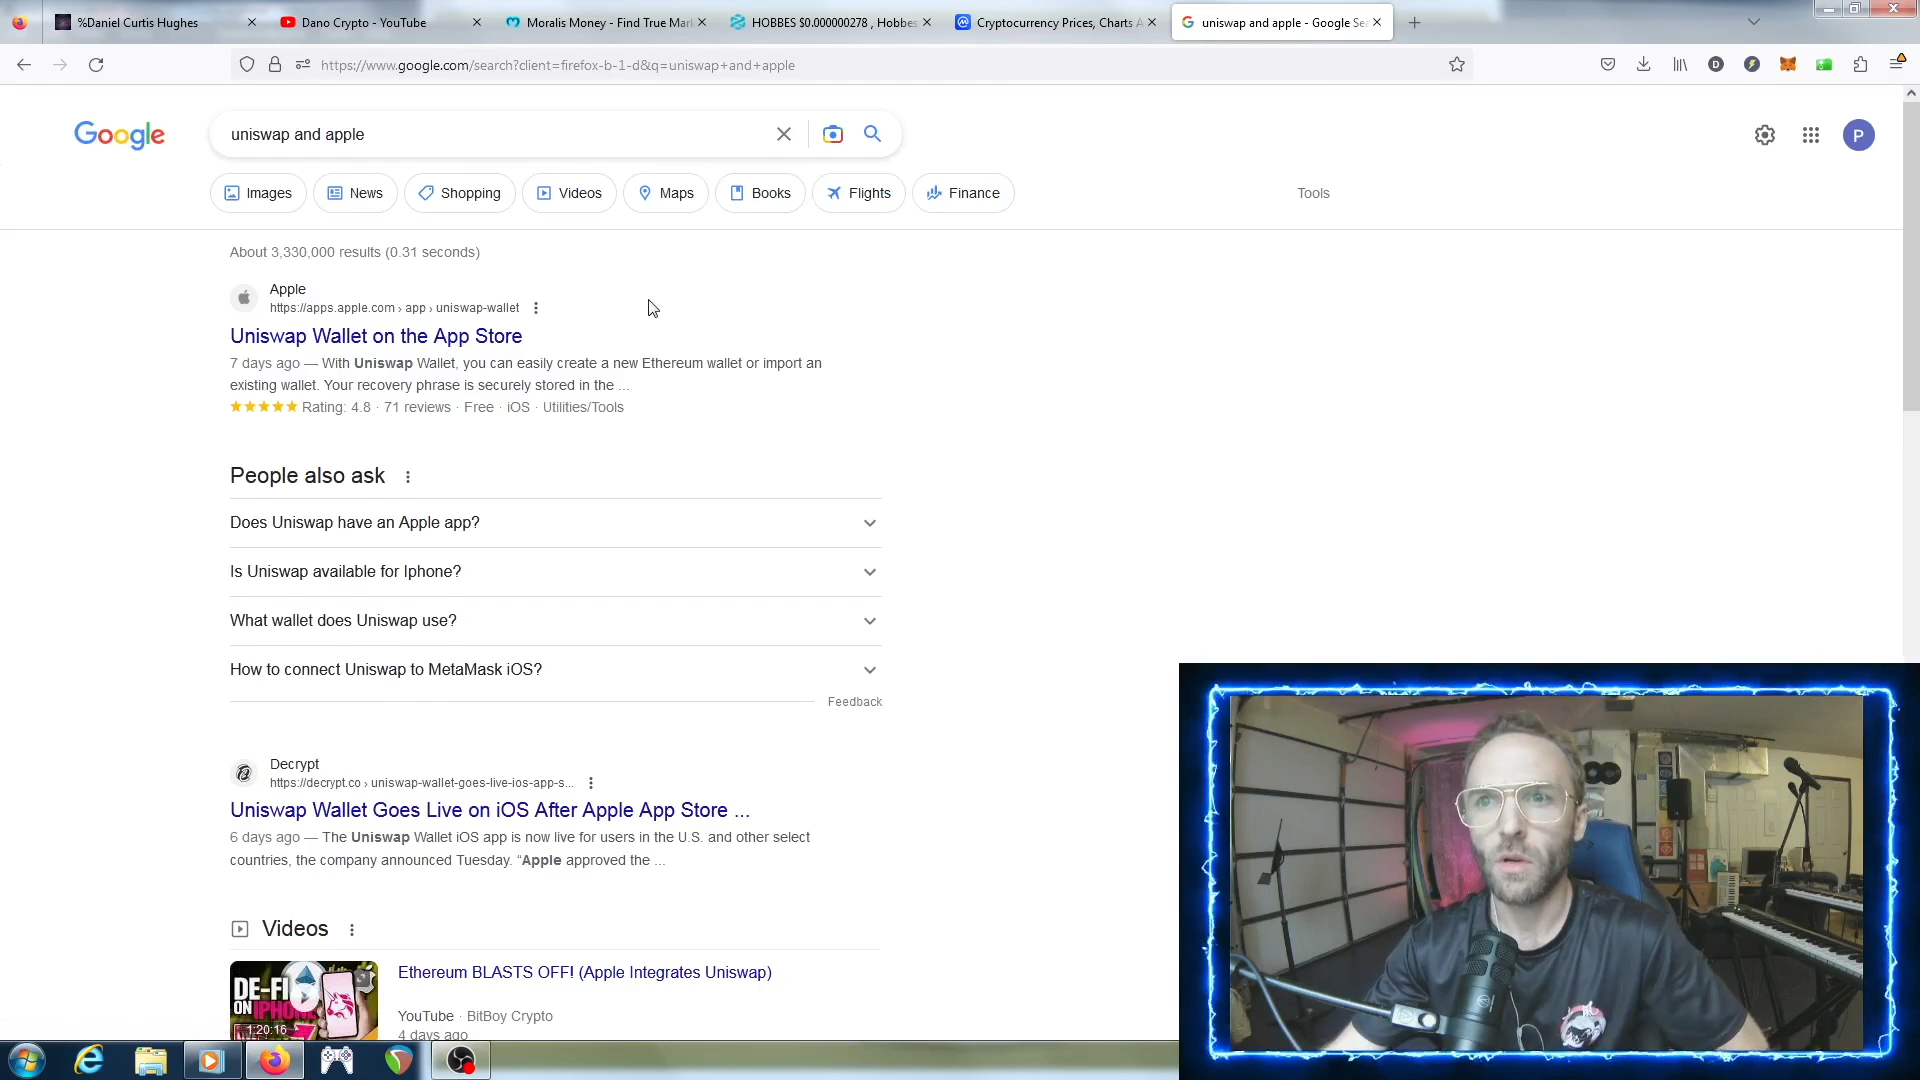 %Daniel Curtis Hughes
Dano Crypto - YouTube
Moralis Money - Find True Mar
HOBBES $0.000000278 , Hobbes
Cryptocurrency Prices, Charts A
uniswap and apple - Google Sea
https://www.google.com/search?client=firefox-b-1-d&q=uniswap+and+apple
Google
uniswap and apple
P
Images
News
Shopping
Videos
Maps
Books
Flights
Finance
Tools
About 3,330,000 results (0.31 seconds)
Apple
https://apps.apple.com › app › uniswap-wallet
Uniswap Wallet on the App Store
7 days ago — With Uniswap Wallet, you can easily create a new Ethereum wallet or import an
existing wallet. Your recovery phrase is securely stored in the ...
Rating: 4.8 · 71 reviews · Free · iOS · Utilities/Tools
People also ask
Does Uniswap have an Apple app?
Is Uniswap available for Iphone?
What wallet does Uniswap use?
How to connect Uniswap to MetaMask iOS?
Feedback
Decrypt
https://decrypt.co › uniswap-wallet-goes-live-ios-app-s...
Uniswap Wallet Goes Live on iOS After Apple App Store ...
6 days ago — The Uniswap Wallet iOS app is now live for users in the U.S. and other select
countries, the company announced Tuesday. “Apple approved the ...
Videos
DE-FI
ON IPHONE
1:20:16
Ethereum BLASTS OFF! (Apple Integrates Uniswap)
YouTube · BitBoy Crypto
4 days ago